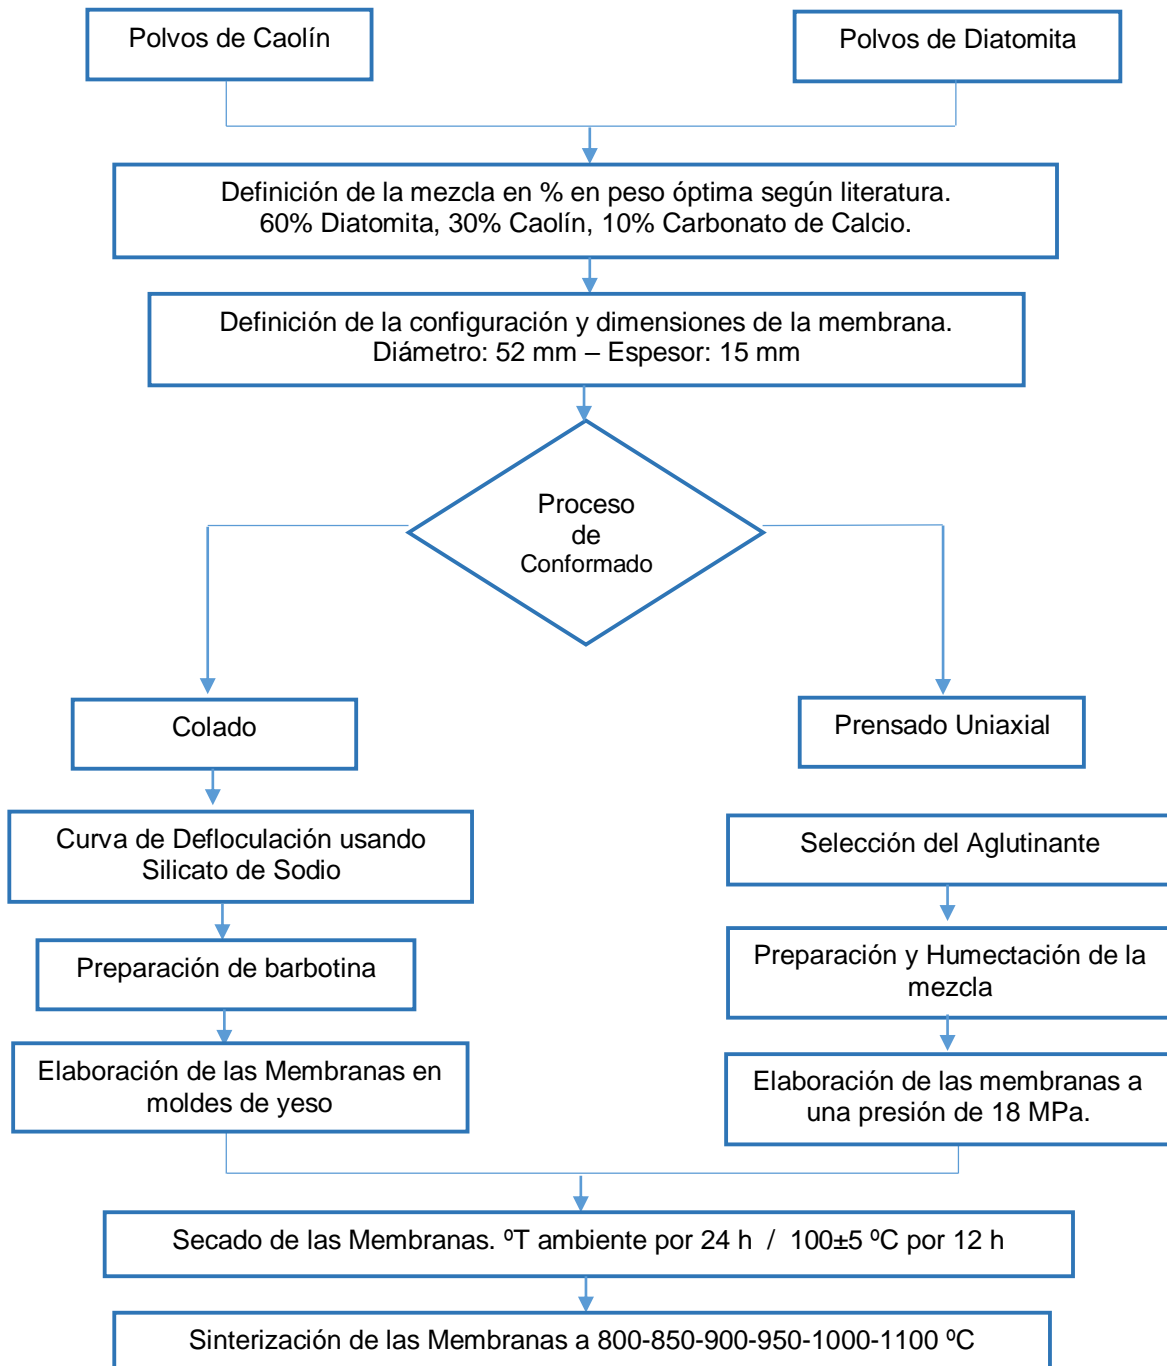 Polvos de Caolín
Polvos de Diatomita
Definición de la mezcla en % en peso óptima según literatura.
60% Diatomita, 30% Caolín, 10% Carbonato de Calcio.
Definición de la configuración y dimensiones de la membrana.
Diámetro: 52 mm – Espesor: 15 mm
Proceso
de
Conformado
Colado
Prensado Uniaxial
Curva de Defloculación usando
Silicato de Sodio
Selección del Aglutinante
Preparación de barbotina
Preparación y Humectación de la
mezcla
Elaboración de las Membranas en
moldes de yeso
Elaboración de las membranas a
una presión de 18 MPa.
Secado de las Membranas. ºT ambiente por 24 h / 100±5 ºC por 12 h
Sinterización de las Membranas a 800-850-900-950-1000-1100 ºC